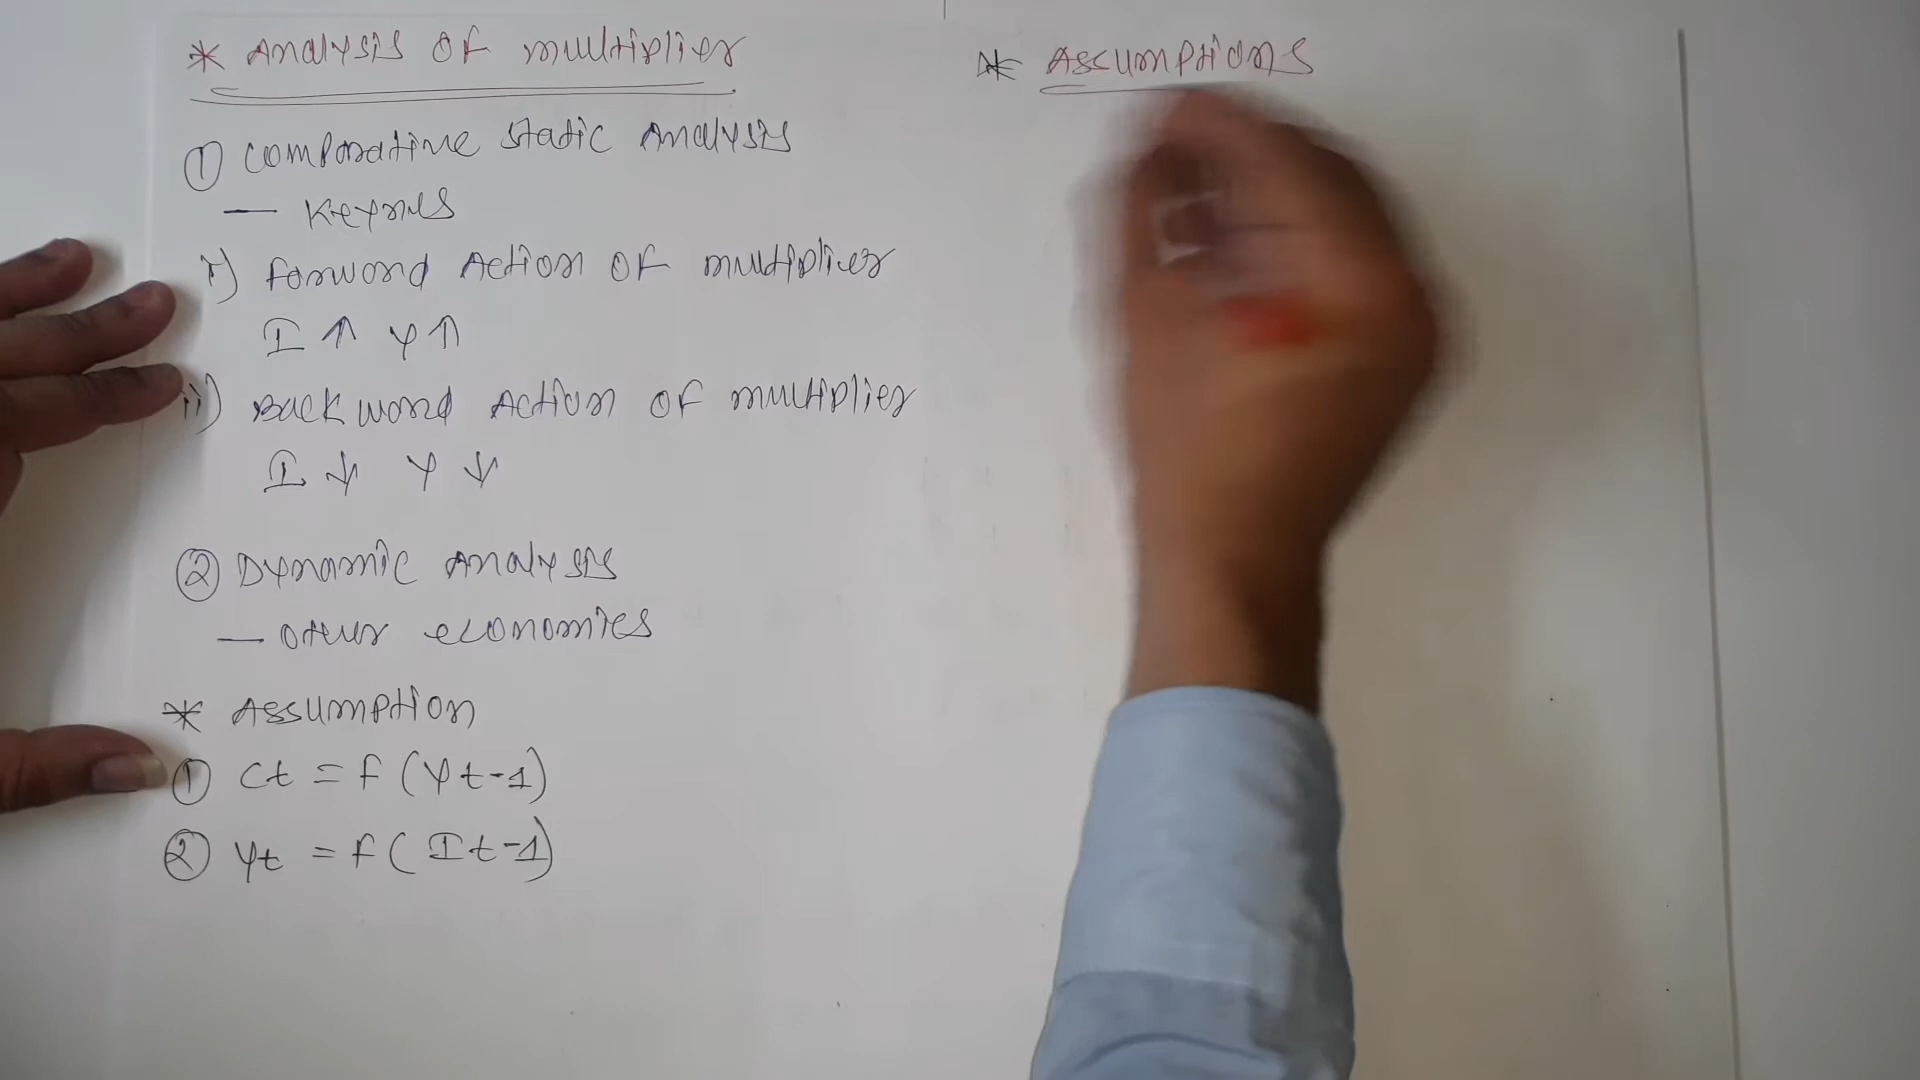 * Analysis of multiplier
① Comparative Static Analysis
— Keynes
i) Forword Action of multiplier
I ↑ Y ↑
ii) Backword Action of multiplier
I ↓ Y ↓
② Dynamic Analysis
— other economies
* Assumption
① Ct = f (Yt-1)
② Yt = f ( It-1)
* Assumptions